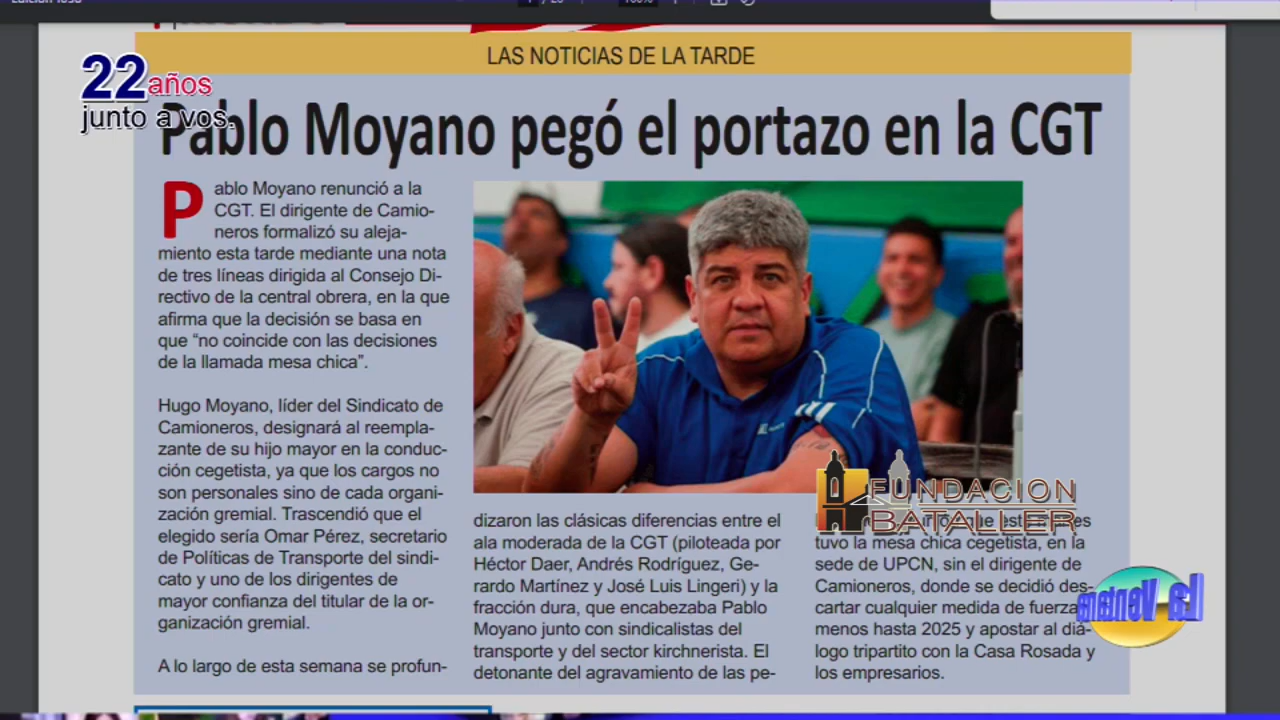 LAS NOTICIAS DE LA TARDE
22 años
junto a vos.
Pablo Moyano pegó el portazo en la CGT
Pablo Moyano renunció a la
CGT. El dirigente de Camio-
neros formalizó su aleja-
miento esta tarde mediante una nota
de tres líneas dirigida al Consejo Di-
rectivo de la central obrera, en la que
afirma que la decisión se basa en
que “no coincide con las decisiones
de la llamada mesa chica”.
Hugo Moyano, líder del Sindicato de
Camioneros, designará al reempla-
zante de su hijo mayor en la conduc-
ción cegetista, ya que los cargos no
son personales sino de cada organi-
zación gremial. Trascendió que el
elegido sería Omar Pérez, secretario
de Políticas de Transporte del sindi-
cato y uno de los dirigentes de
mayor confianza del titular de la or-
ganización gremial.
A lo largo de esta semana se profun-
dizaron las clásicas diferencias entre el
ala moderada de la CGT (piloteada por
Héctor Daer, Andrés Rodríguez, Ge-
rardo Martínez y José Luis Lingeri) y la
fracción dura, que encabezaba Pablo
Moyano junto con sindicalistas del
transporte y del sector kirchnerista. El
detonante del agravamiento de las pe-
que este martes
tuvo la mesa chica cegetista, en la
sede de UPCN, sin el dirigente de
Camioneros, donde se decidió des-
cartar cualquier medida de fuerza
menos hasta 2025 y apostar al diá-
logo tripartito con la Casa Rosada y
los empresarios.
FUNDACION
BATALLER
La Ventana